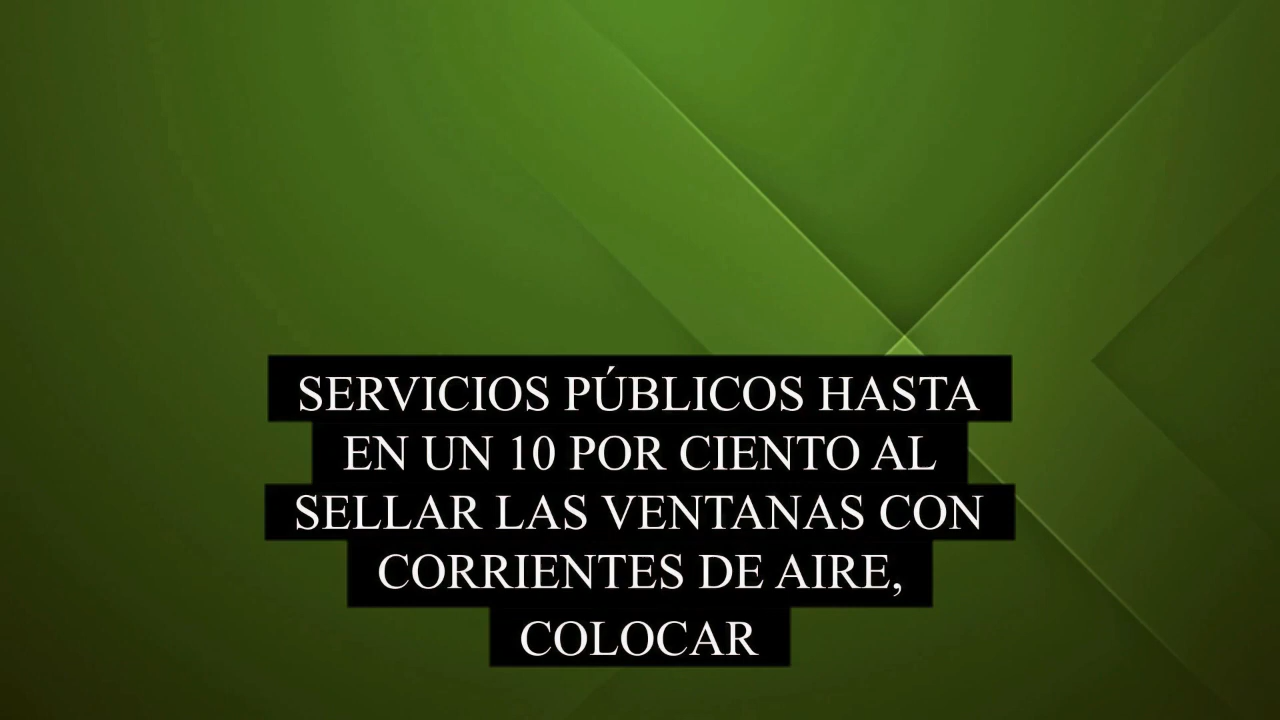 SERVICIOS PÚBLICOS HASTA
EN UN 10 POR CIENTO AL
SELLAR LAS VENTANAS CON
CORRIENTES DE AIRE,
COLOCAR